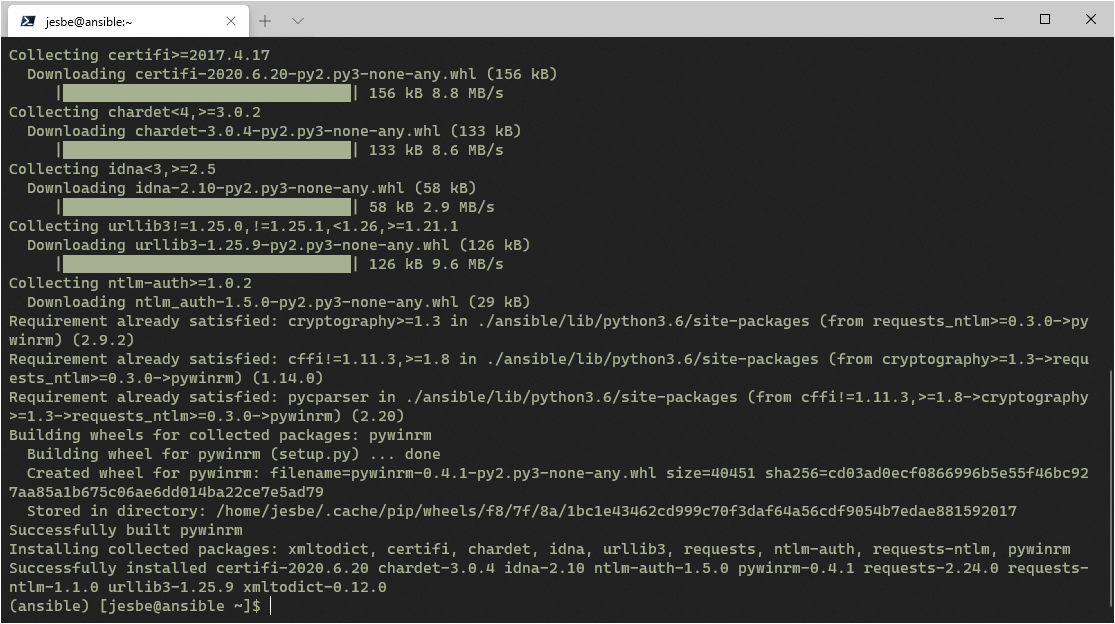 jesbe@ansible:~
Collecting certifi>=2017.4.17
  Downloading certifi-2020.6.20-py2.py3-none-any.whl (156 kB)
     |████████████████████████████████| 156 kB 8.8 MB/s
Collecting chardet<4,>=3.0.2
  Downloading chardet-3.0.4-py2.py3-none-any.whl (133 kB)
     |████████████████████████████████| 133 kB 8.6 MB/s
Collecting idna<3,>=2.5
  Downloading idna-2.10-py2.py3-none-any.whl (58 kB)
     |████████████████████████████████| 58 kB 2.9 MB/s
Collecting urllib3!=1.25.0,!=1.25.1,<1.26,>=1.21.1
  Downloading urllib3-1.25.9-py2.py3-none-any.whl (126 kB)
     |████████████████████████████████| 126 kB 9.6 MB/s
Collecting ntlm-auth>=1.0.2
  Downloading ntlm_auth-1.5.0-py2.py3-none-any.whl (29 kB)
Requirement already satisfied: cryptography>=1.3 in ./ansible/lib/python3.6/site-packages (from requests_ntlm>=0.3.0->py
winrm) (2.9.2)
Requirement already satisfied: cffi!=1.11.3,>=1.8 in ./ansible/lib/python3.6/site-packages (from cryptography>=1.3->requ
ests_ntlm>=0.3.0->pywinrm) (1.14.0)
Requirement already satisfied: pycparser in ./ansible/lib/python3.6/site-packages (from cffi!=1.11.3,>=1.8->cryptography
>=1.3->requests_ntlm>=0.3.0->pywinrm) (2.20)
Building wheels for collected packages: pywinrm
  Building wheel for pywinrm (setup.py) ... done
  Created wheel for pywinrm: filename=pywinrm-0.4.1-py2.py3-none-any.whl size=40451 sha256=cd03ad0ecf0866996b5e55f46bc92
7aa85a1b675c06ae6dd014ba22ce7e5ad79
  Stored in directory: /home/jesbe/.cache/pip/wheels/f8/7f/8a/1bc1e43462cd999c70f3daf64a56cdf9054b7edae881592017
Successfully built pywinrm
Installing collected packages: xmltodict, certifi, chardet, idna, urllib3, requests, ntlm-auth, requests-ntlm, pywinrm
Successfully installed certifi-2020.6.20 chardet-3.0.4 idna-2.10 ntlm-auth-1.5.0 pywinrm-0.4.1 requests-2.24.0 requests-
ntlm-1.1.0 urllib3-1.25.9 xmltodict-0.12.0
(ansible) [jesbe@ansible ~]$